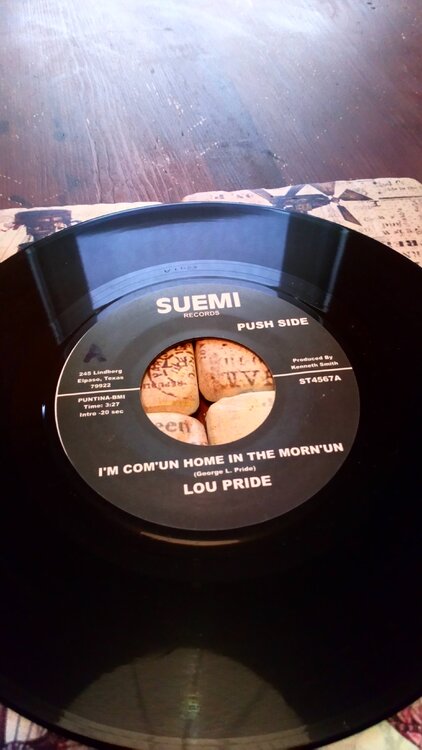 SUEMI
RECORDS
PUSH SIDE
A
245 Lindberg
Elpaso, Texas
79922
PUNTINA-BMI
Time: 3:27
Intro -20 sec
Produced By
Kenneth Smith
ST4567A
I'M COM'UN HOME IN THE MORN'UN
(George L. Pride)
LOU PRIDE